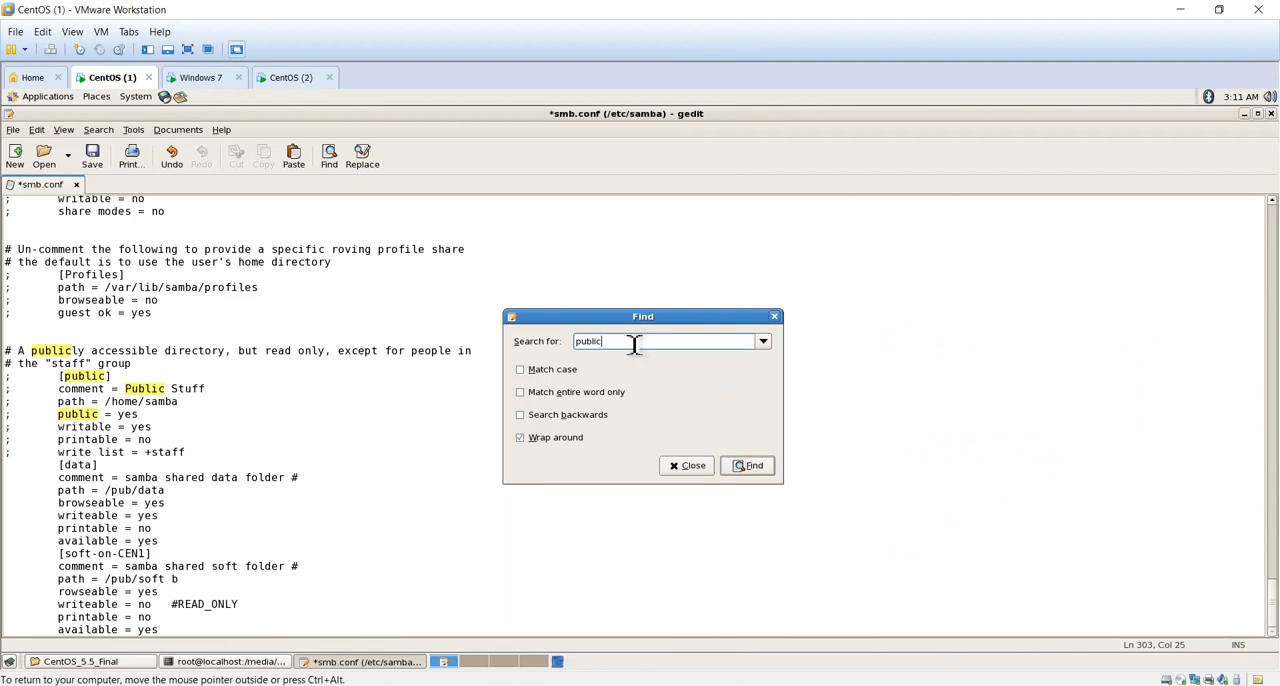 CentOS (1) - VMware Workstation
File Edit View VM Tabs Help
Home CentOS (1) Windows 7 CentOS (2)
Applications Places System 3:11 AM
*smb.conf (/etc/samba) - gedit
File Edit View Search Tools Documents Help
New Open Save Print... Undo Redo Cut Copy Paste Find Replace
*smb.conf
; writable = no
; share modes = no
# Un-comment the following to provide a specific roving profile share
# the default is to use the user's home directory
; [Profiles]
; path = /var/lib/samba/profiles
; browseable = no
; guest ok = yes
# A publicly accessible directory, but read only, except for people in
# the "staff" group
; [public]
; comment = Public Stuff
; path = /home/samba
; public = yes
; writable = yes
; printable = no
; write list = +staff
[data]
comment = samba shared data folder #
path = /pub/data
browseable = yes
writeable = yes
printable = no
available = yes
[soft-on-CEN1]
comment = samba shared soft folder #
path = /pub/soft b
rowseable = yes
writeable = no #READ_ONLY
printable = no
available = yes
Find
Search for: public
Match case
Match entire word only
Search backwards
Wrap around
Close Find
Ln 303, Col 25 INS
CentOS_5.5_Final root@localhost:/media/... *smb.conf (/etc/samba...
To return to your computer, move the mouse pointer outside or press Ctrl+Alt.